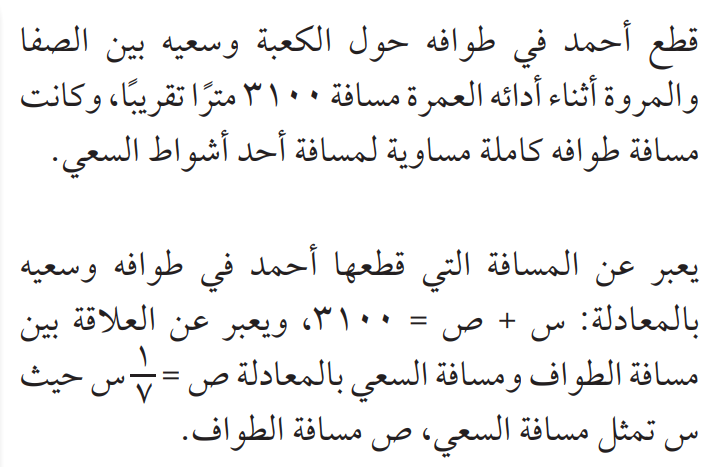 قطع أحمد في طوافه حول الكعبة وسعيه بين الصفا
والمروة أثناء أدائه العمرة مسافة ٣١٠٠ مترًا تقريبًا، وكانت
مسافة طوافه كاملة مساوية لمسافة أحد أشواط السعي.
يعبر عن المسافة التي قطعها أحمد في طوافه وسعيه
بالمعادلة: س + ص = ٣١٠٠، ويعبر عن العلاقة بين
مسافة الطواف ومسافة السعي بالمعادلة ص = ١/٧ س حيث
س تمثل مسافة السعي، ص مسافة الطواف.